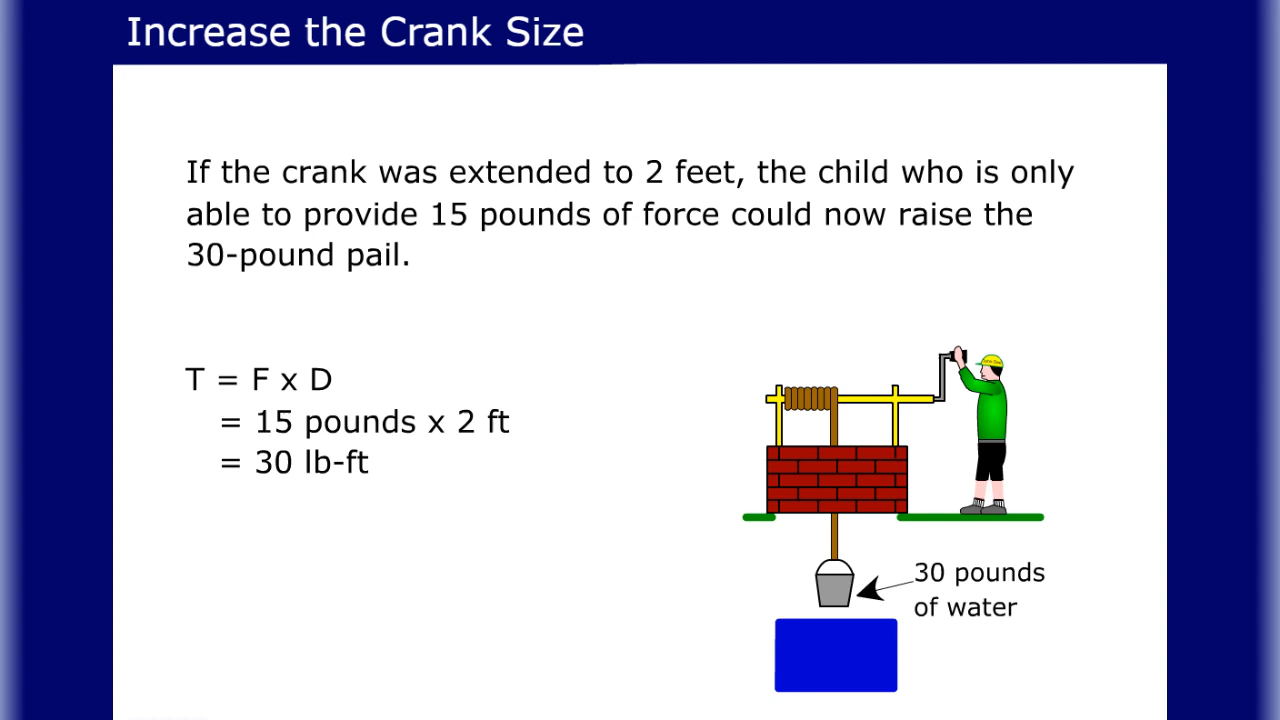 Increase the Crank Size
If the crank was extended to 2 feet, the child who is only
able to provide 15 pounds of force could now raise the
30-pound pail.
T = F x D
= 15 pounds x 2 ft
= 30 lb-ft
30 pounds
of water